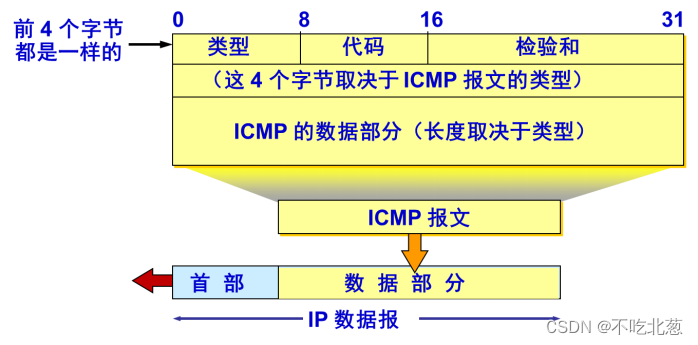 0 8 16 31
前 4 个字节
都是一样的
类型 代码 检验和
（这 4 个字节取决于 ICMP 报文的类型）
ICMP 的数据部分（长度取决于类型）
ICMP 报文
首 部 数 据 部 分
IP 数据报
CSDN @不吃北葱